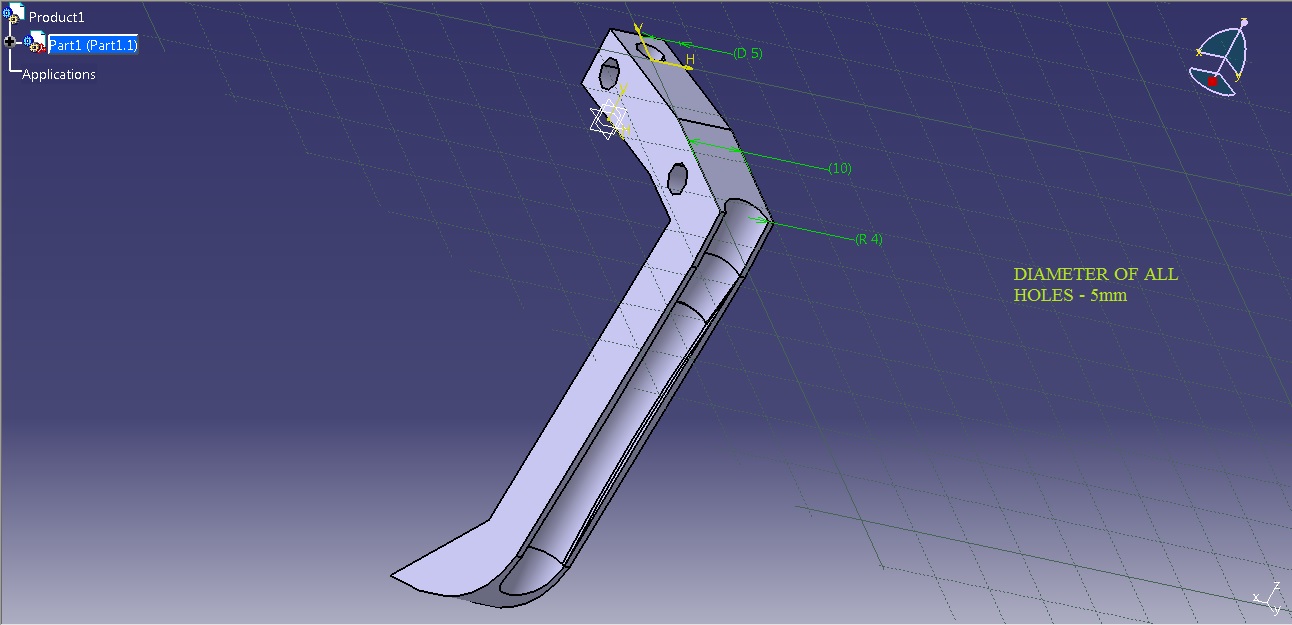 Product1
Part1 (Part1.1)
Applications
y
H
(D 5)
y
(10)
(R 4)
DIAMETER OF ALL
HOLES - 5mm
z
x
y
z
x
y